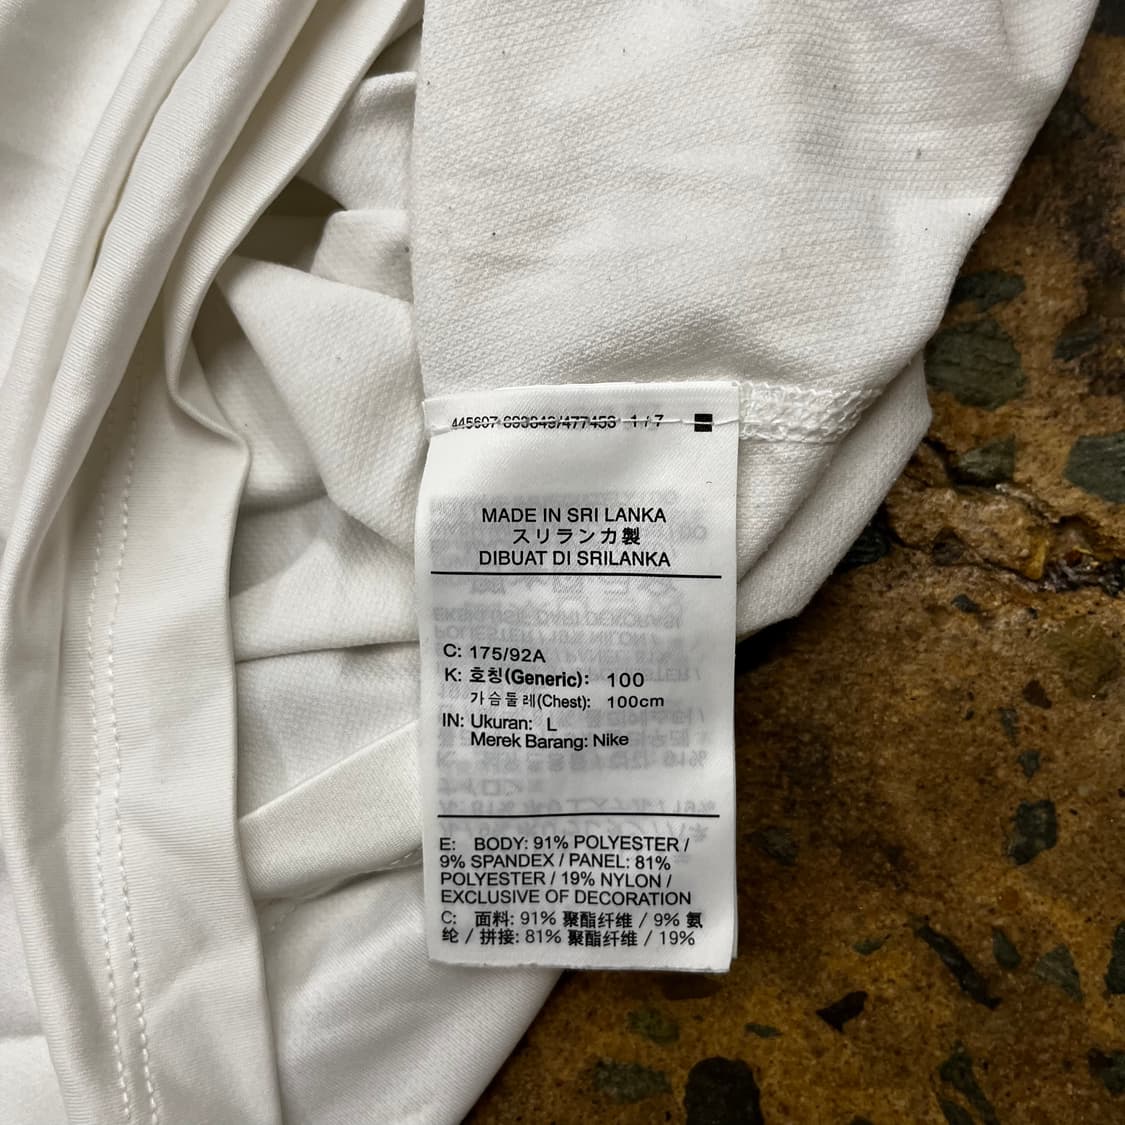 1 / 7
MADE IN SRI LANKA
スリランカ製
DIBUAT DI SRILANKA
C: 175/92A
K: 호칭(Generic): 100
가슴둘레(Chest): 100cm
IN: Ukuran: L
Merek Barang: Nike
E: BODY: 91% POLYESTER /
9% SPANDEX / PANEL: 81%
POLYESTER / 19% NYLON /
EXCLUSIVE OF DECORATION
C: 面料: 91% 聚酯纤维 / 9% 氨
纶 / 拼接: 81% 聚酯纤维 / 19%